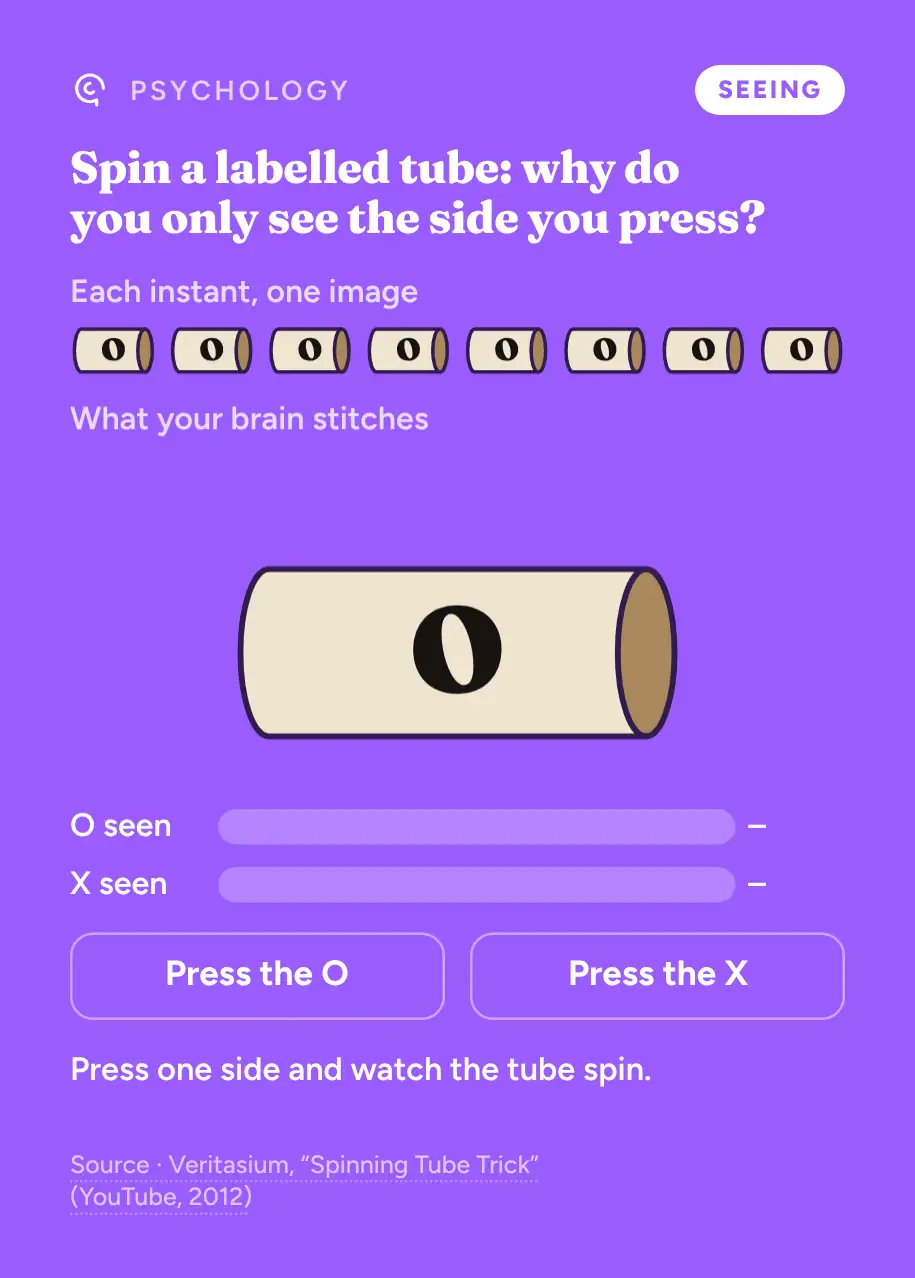 PSYCHOLOGY
SEEING
Spin a labelled tube: why do
you only see the side you press?
Each instant, one image
O O O O O O O O
What your brain stitches
O
O seen –
X seen –
Press the O
Press the X
Press one side and watch the tube spin.
Source · Veritasium, “Spinning Tube Trick”
(YouTube, 2012)